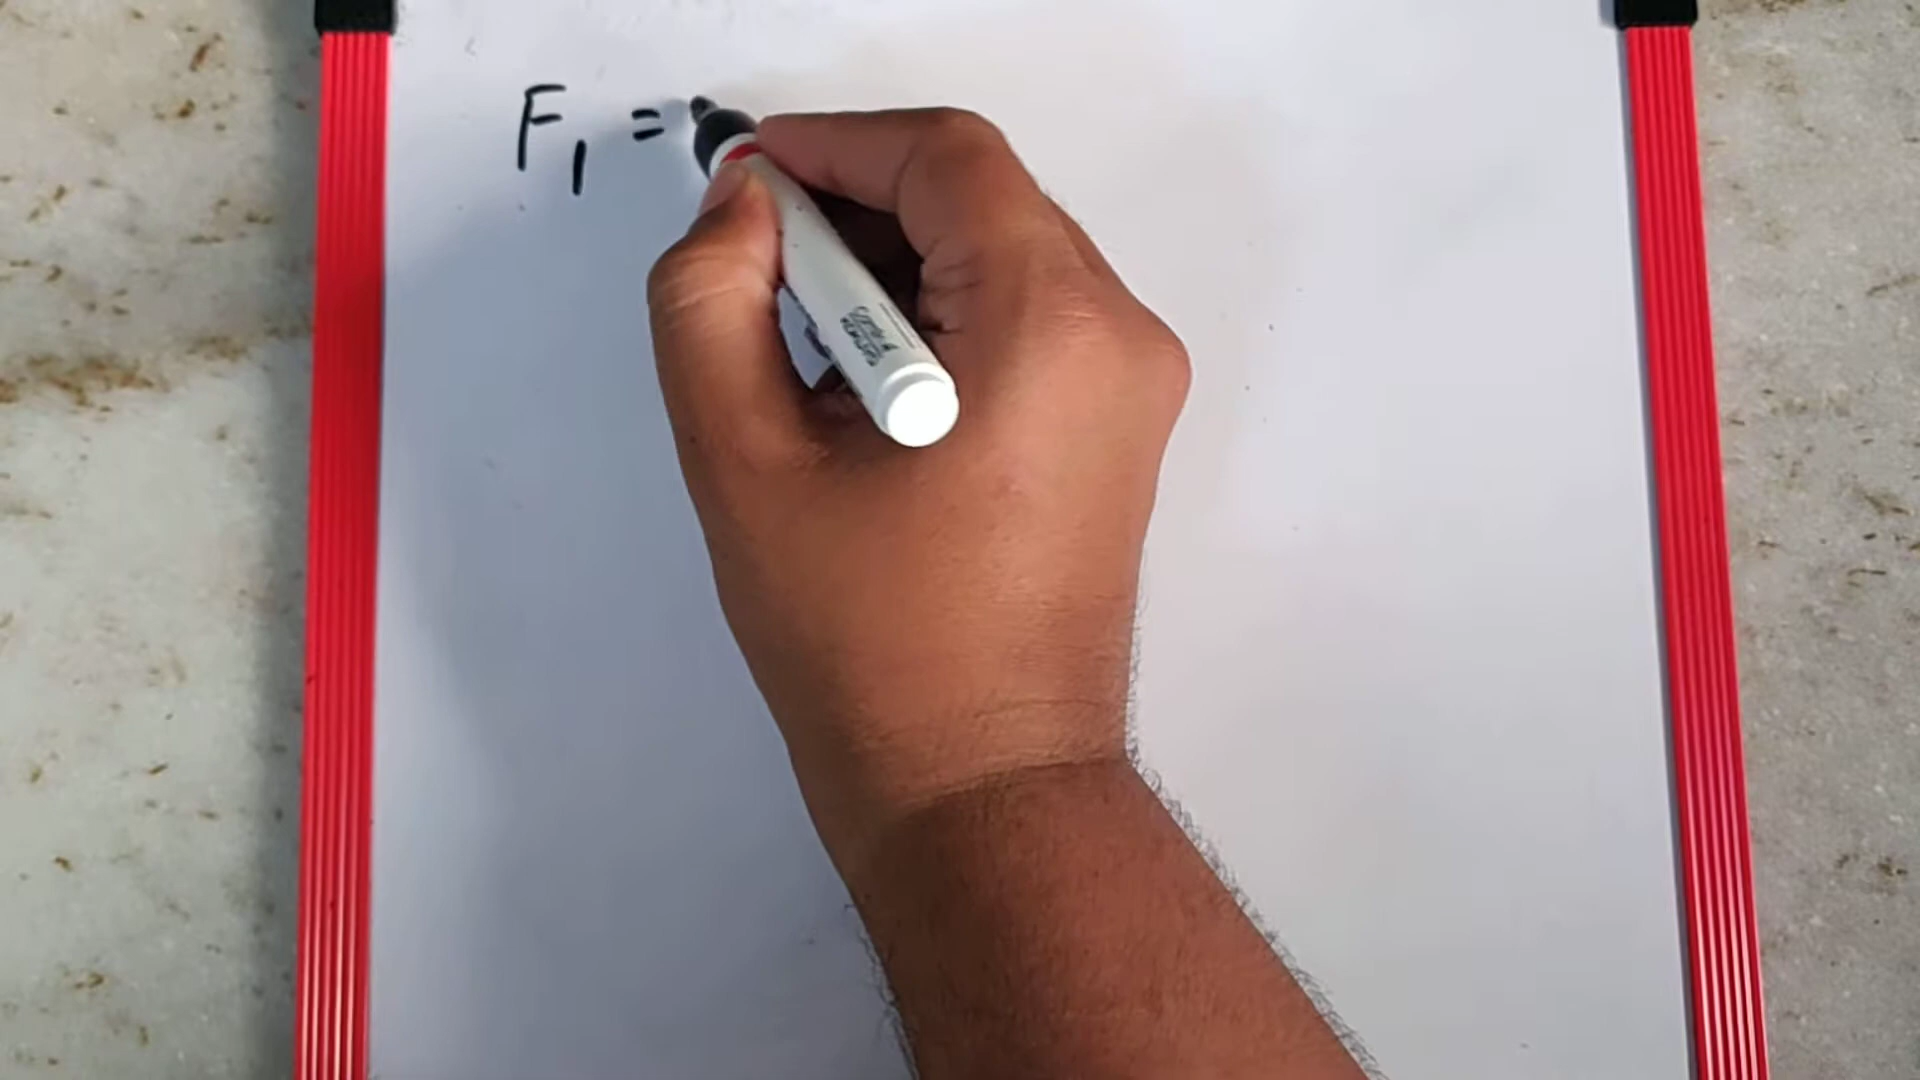 F₁ =